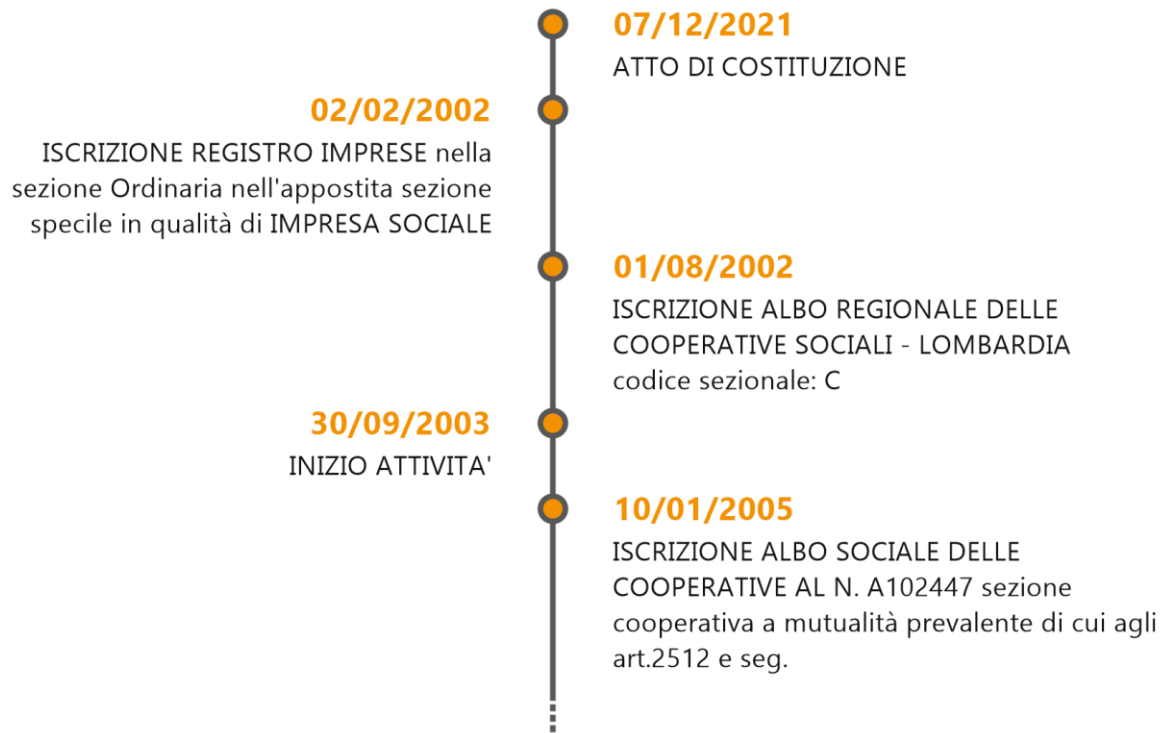 07/12/2021
ATTO DI COSTITUZIONE
02/02/2002
ISCRIZIONE REGISTRO IMPRESE nella
sezione Ordinaria nell'appostita sezione
specile in qualità di IMPRESA SOCIALE
01/08/2002
ISCRIZIONE ALBO REGIONALE DELLE
COOPERATIVE SOCIALI - LOMBARDIA
codice sezionale: C
30/09/2003
INIZIO ATTIVITA'
10/01/2005
ISCRIZIONE ALBO SOCIALE DELLE
COOPERATIVE AL N. A102447 sezione
cooperativa a mutualità prevalente di cui agli
art.2512 e seg.